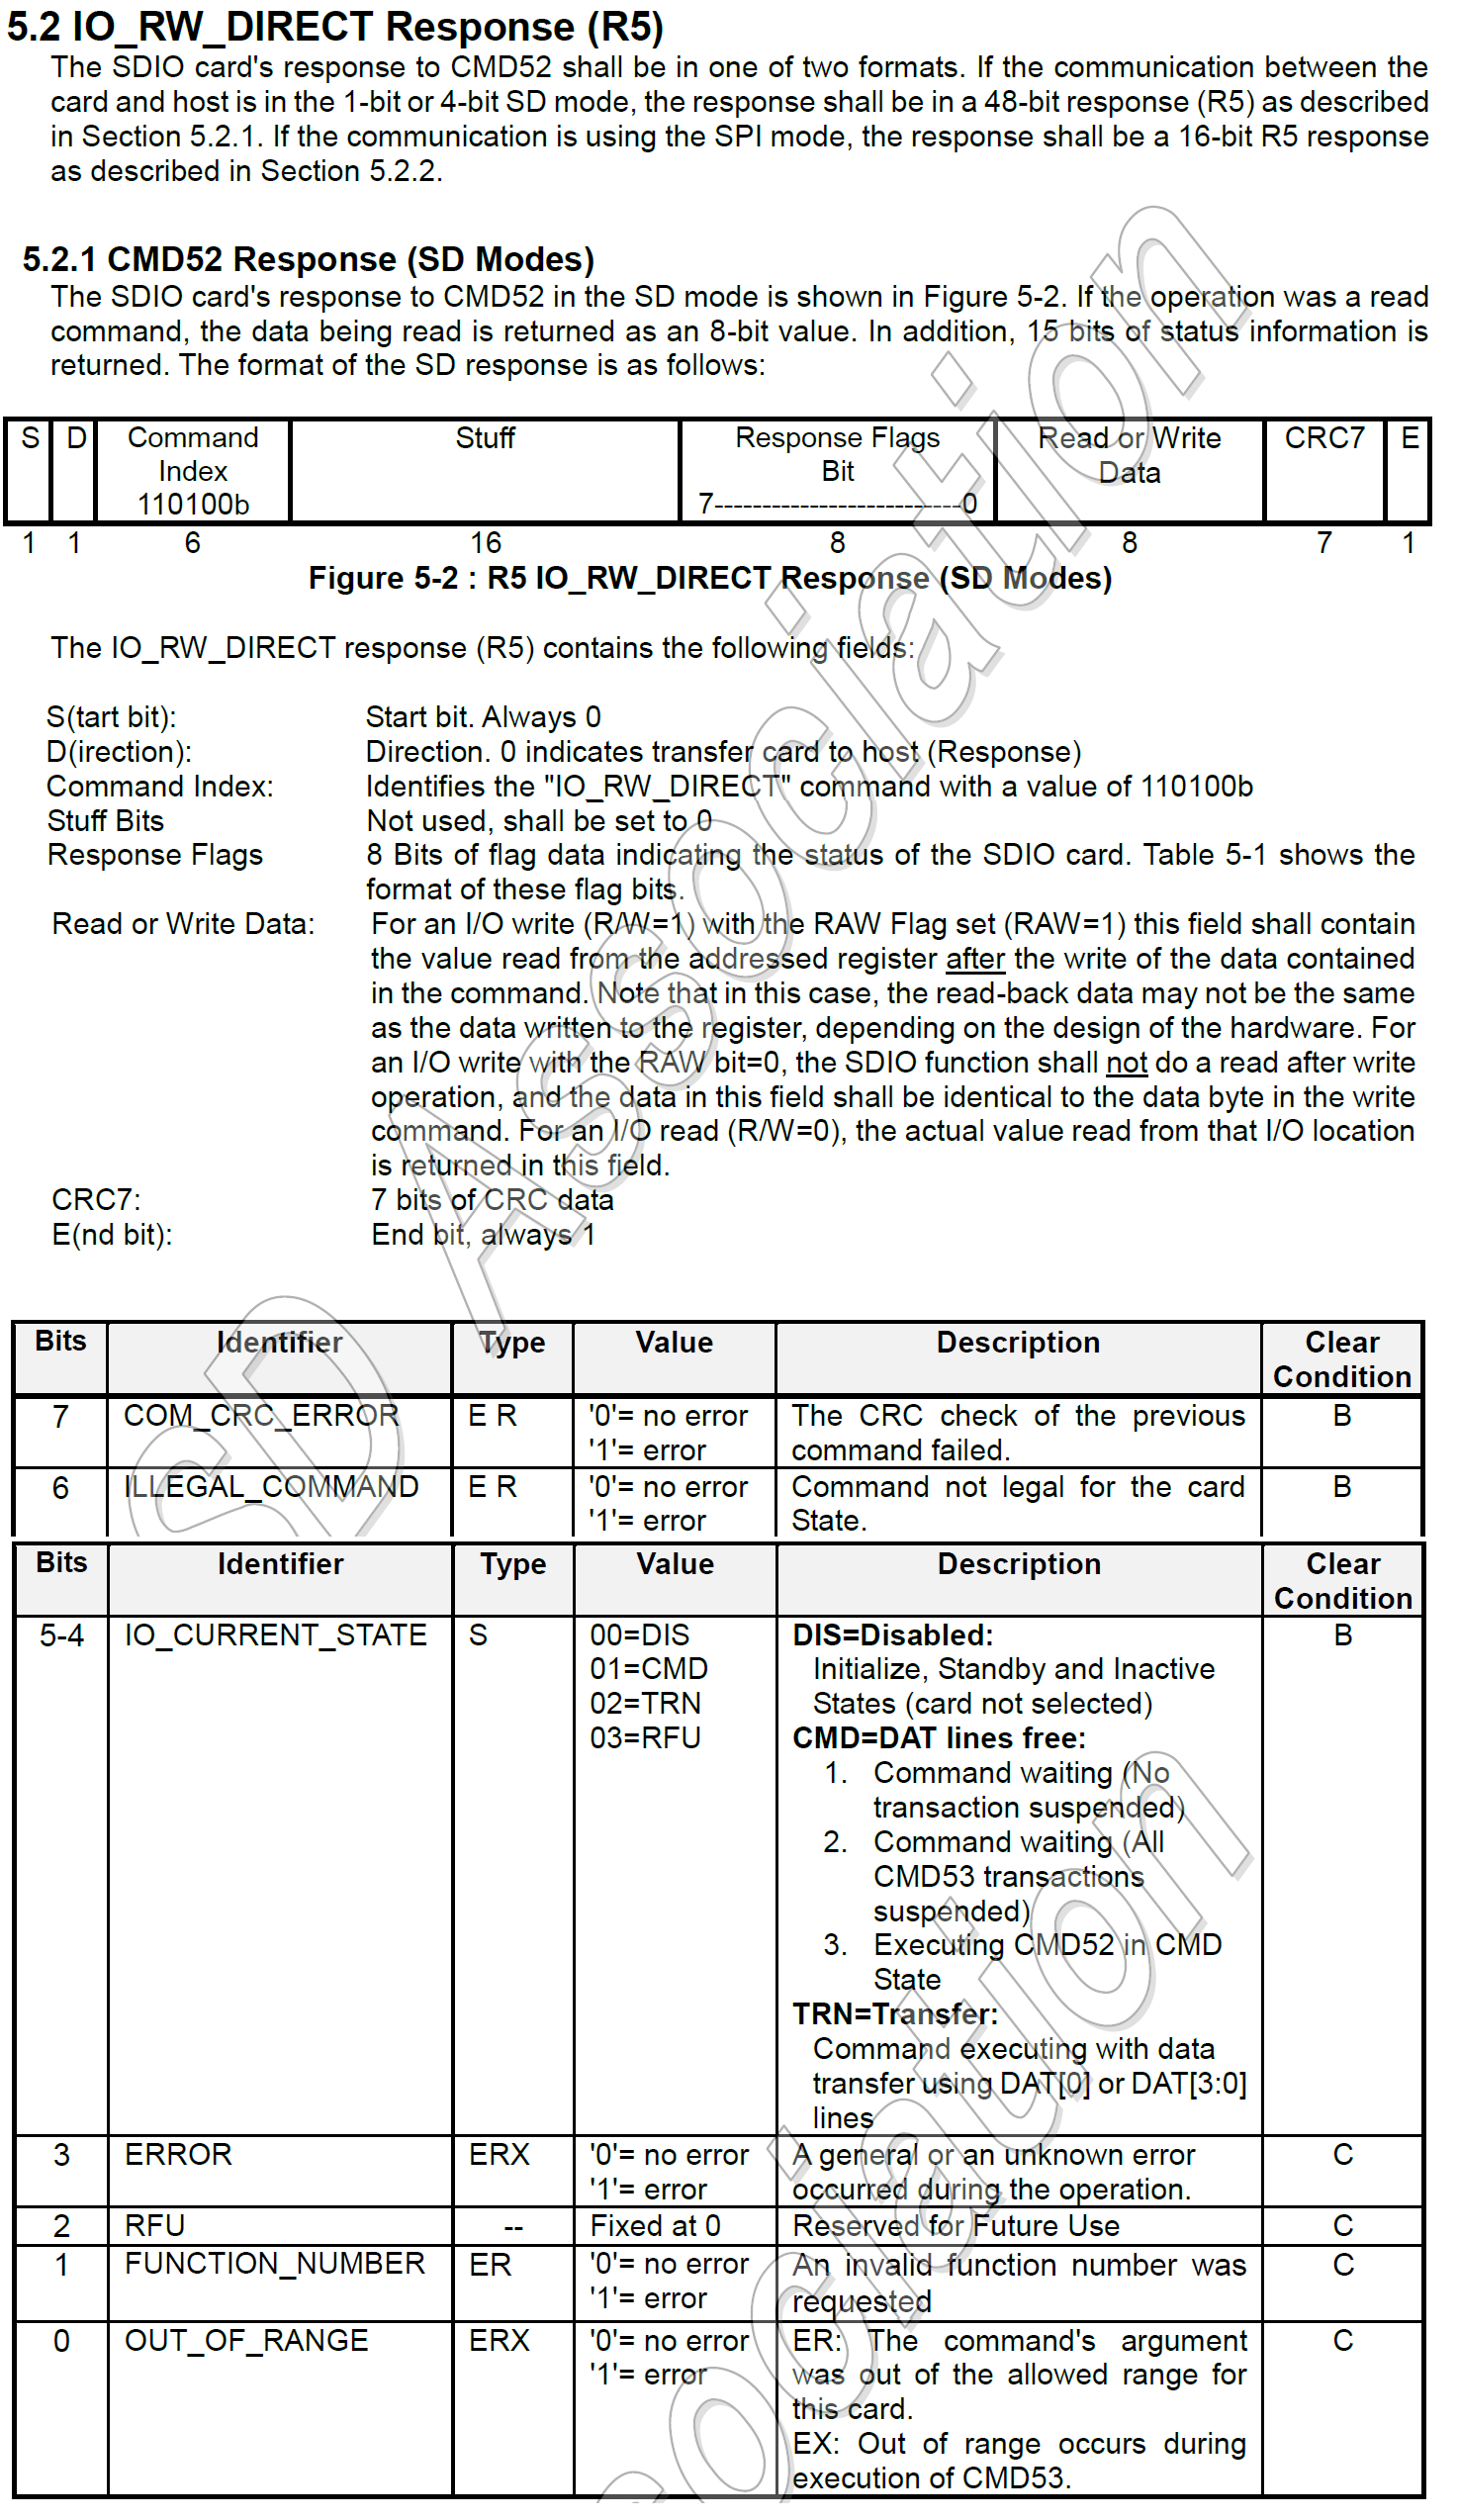 5.2 IO_RW_DIRECT Response (R5)
The SDIO card's response to CMD52 shall be in one of two formats. If the communication between the
card and host is in the 1-bit or 4-bit SD mode, the response shall be in a 48-bit response (R5) as described
in Section 5.2.1. If the communication is using the SPI mode, the response shall be a 16-bit R5 response
as described in Section 5.2.2.
5.2.1 CMD52 Response (SD Modes)
The SDIO card's response to CMD52 in the SD mode is shown in Figure 5-2. If the operation was a read
command, the data being read is returned as an 8-bit value. In addition, 15 bits of status information is
returned. The format of the SD response is as follows:
S D Command Stuff Response Flags Read or Write CRC7 E
Index Bit Data
110100b 7--------------------------0
1 1 6 16 8 8 7 1
Figure 5-2 : R5 IO_RW_DIRECT Response (SD Modes)
The IO_RW_DIRECT response (R5) contains the following fields:
S(tart bit): Start bit. Always 0
D(irection): Direction. 0 indicates transfer card to host (Response)
Command Index: Identifies the "IO_RW_DIRECT" command with a value of 110100b
Stuff Bits Not used, shall be set to 0
Response Flags 8 Bits of flag data indicating the status of the SDIO card. Table 5-1 shows the
format of these flag bits.
Read or Write Data: For an I/O write (R/W=1) with the RAW Flag set (RAW=1) this field shall contain
the value read from the addressed register after the write of the data contained
in the command. Note that in this case, the read-back data may not be the same
as the data written to the register, depending on the design of the hardware. For
an I/O write with the RAW bit=0, the SDIO function shall not do a read after write
operation, and the data in this field shall be identical to the data byte in the write
command. For an I/O read (R/W=0), the actual value read from that I/O location
is returned in this field.
CRC7: 7 bits of CRC data
E(nd bit): End bit, always 1
Bits Identifier Type Value Description Clear
Condition
7 COM_CRC_ERROR E R '0'= no error The CRC check of the previous B
'1'= error command failed.
6 ILLEGAL_COMMAND E R '0'= no error Command not legal for the card B
'1'= error State.
Bits Identifier Type Value Description Clear
Condition
5-4 IO_CURRENT_STATE S 00=DIS DIS=Disabled: B
01=CMD Initialize, Standby and Inactive
02=TRN States (card not selected)
03=RFU CMD=DAT lines free:
1. Command waiting (No
transaction suspended)
2. Command waiting (All
CMD53 transactions
suspended)
3. Executing CMD52 in CMD
State
TRN=Transfer:
Command executing with data
transfer using DAT[0] or DAT[3:0]
lines
3 ERROR ERX '0'= no error A general or an unknown error C
'1'= error occurred during the operation.
2 RFU -- Fixed at 0 Reserved for Future Use C
1 FUNCTION_NUMBER ER '0'= no error An invalid function number was C
'1'= error requested
0 OUT_OF_RANGE ERX '0'= no error ER: The command's argument C
'1'= error was out of the allowed range for
this card.
EX: Out of range occurs during
execution of CMD53.
SD Association
ociation